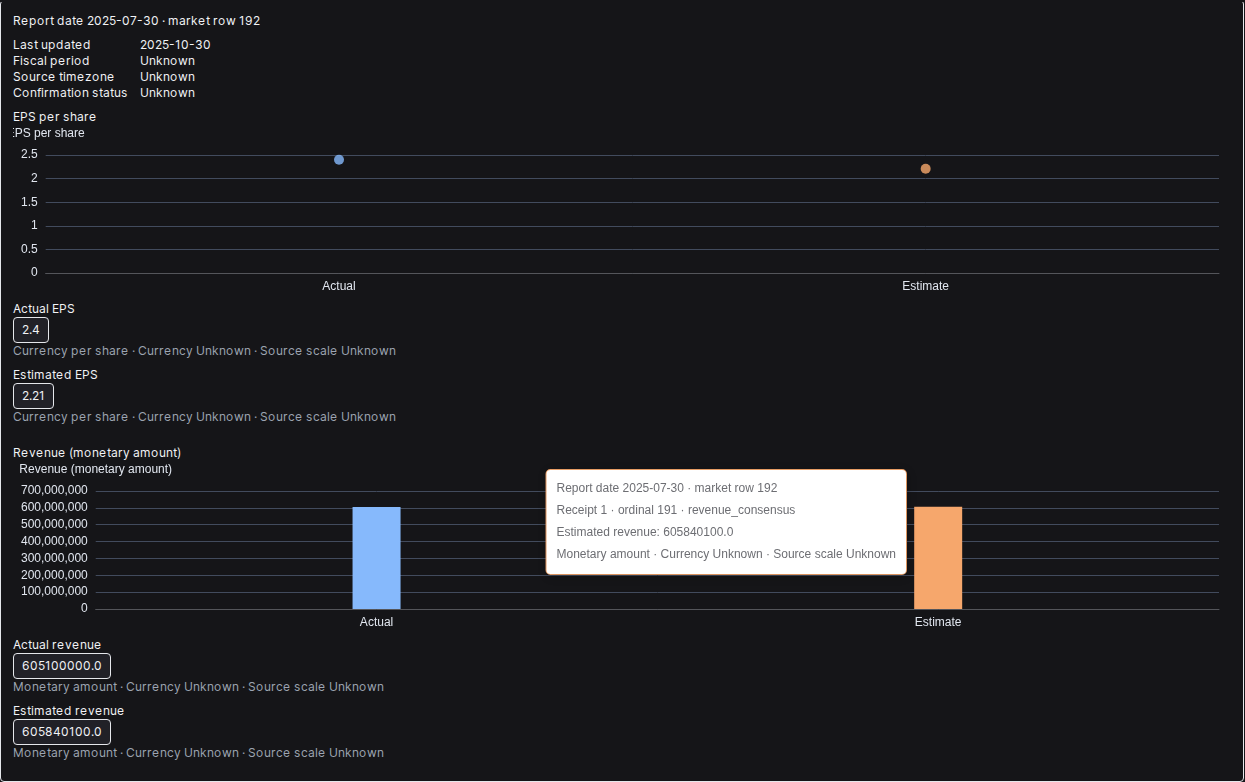 Report date 2025-07-30 · market row 192
Last updated 2025-10-30
Fiscal period Unknown
Source timezone Unknown
Confirmation status Unknown
EPS per share
EPS per share
2.5
2
1.5
1
0.5
0
Actual Estimate
Actual EPS
2.4
Currency per share · Currency Unknown · Source scale Unknown
Estimated EPS
2.21
Currency per share · Currency Unknown · Source scale Unknown
Revenue (monetary amount)
Revenue (monetary amount)
700,000,000
600,000,000
500,000,000
400,000,000
300,000,000
200,000,000
100,000,000
0
Report date 2025-07-30 · market row 192
Receipt 1 · ordinal 191 · revenue_consensus
Estimated revenue: 605840100.0
Monetary amount · Currency Unknown · Source scale Unknown
Actual Estimate
Actual revenue
605100000.0
Monetary amount · Currency Unknown · Source scale Unknown
Estimated revenue
605840100.0
Monetary amount · Currency Unknown · Source scale Unknown